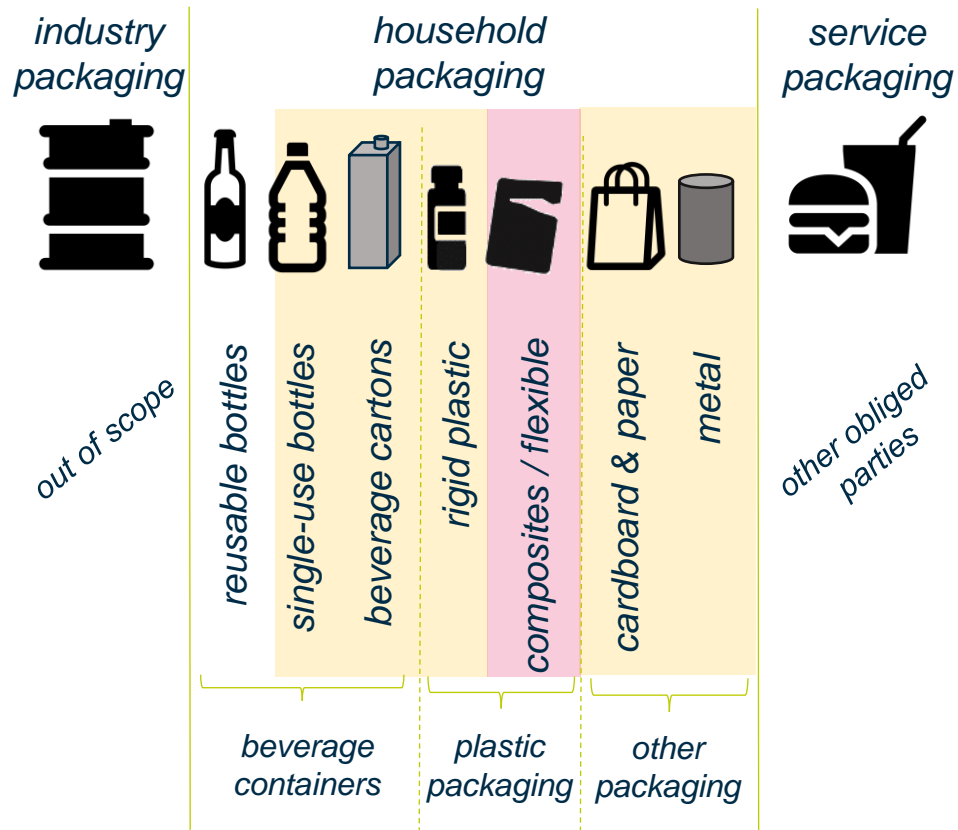 industry
packaging
household
packaging
service
packaging
out of scope
reusable bottles
single-use bottles
beverage cartons
rigid plastic
composites / flexible
cardboard & paper
metal
other obliged
parties
beverage
containers
plastic
packaging
other
packaging